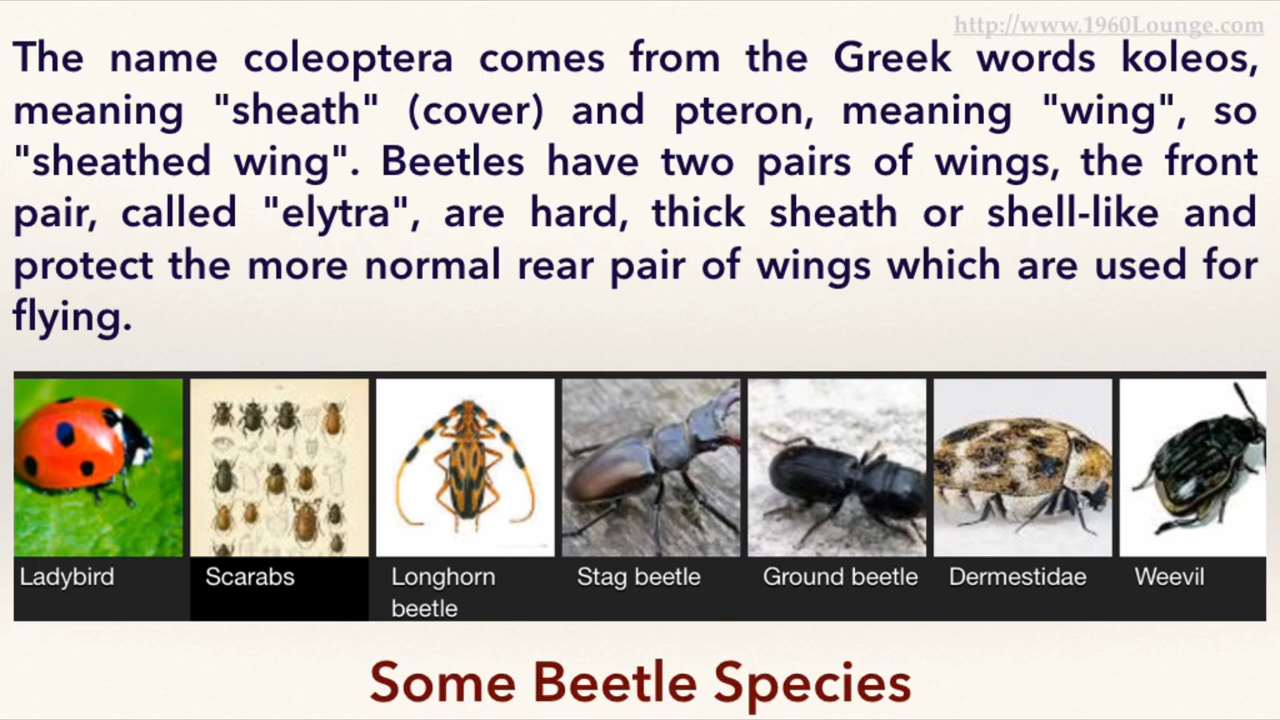 http://www.1960Lounge.com
The name coleoptera comes from the Greek words koleos,
meaning "sheath" (cover) and pteron, meaning "wing", so
"sheathed wing". Beetles have two pairs of wings, the front
pair, called "elytra", are hard, thick sheath or shell-like and
protect the more normal rear pair of wings which are used for
flying.
Ladybird
Scarabs
Longhorn
beetle
Stag beetle
Ground beetle
Dermestidae
Weevil
Some Beetle Species